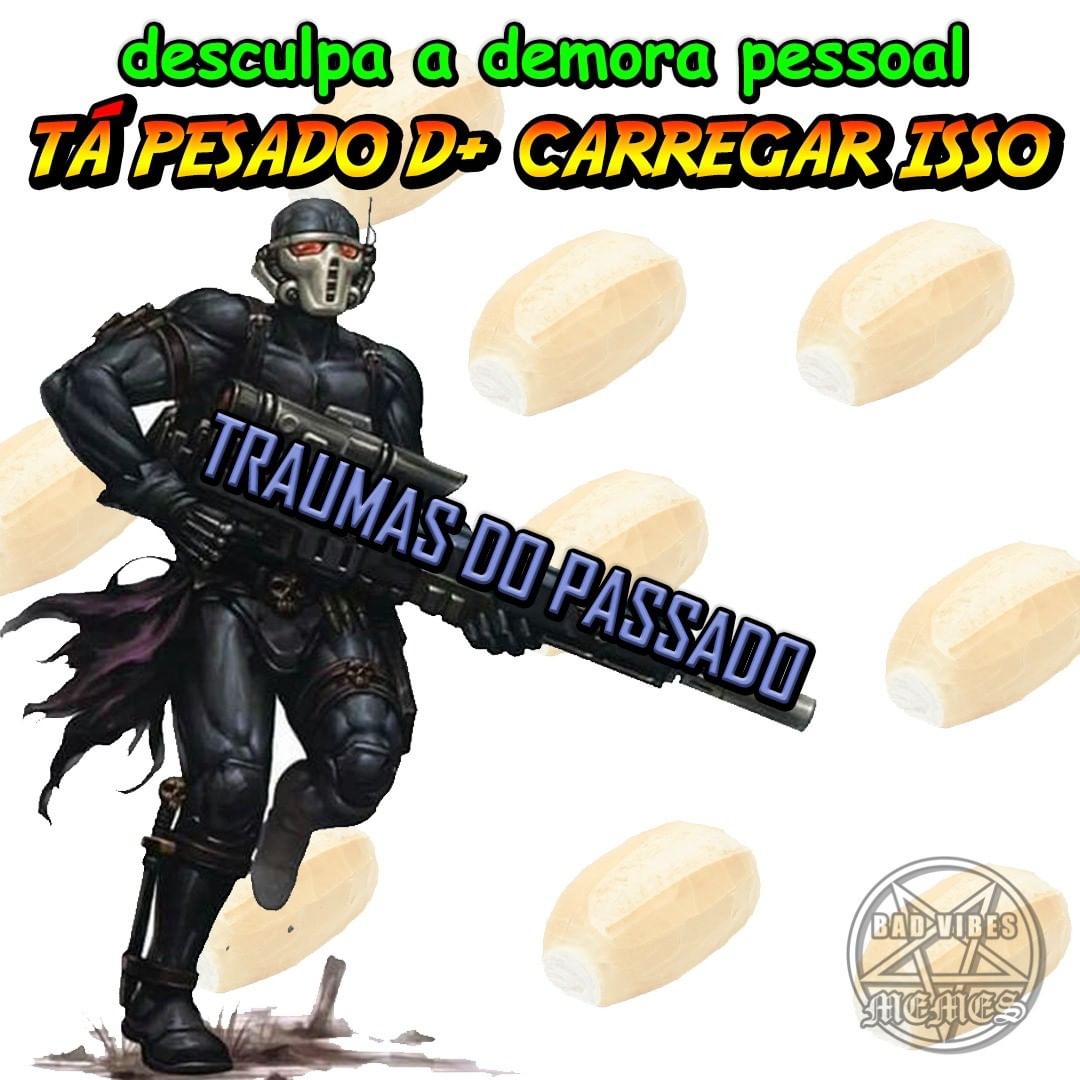 desculpa a demora pessoal
TÁ PESADO D+ CARREGAR ISSO
TRAUMAS DO PASSADO
BAD VIBES
MEMES